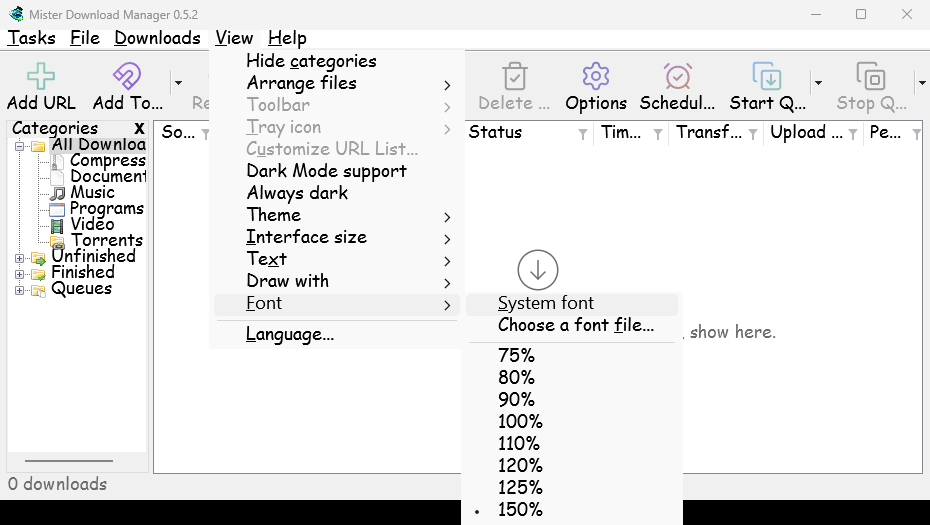 Mister Download Manager 0.5.2
Tasks File Downloads View Help
Hide categories
Arrange files
Toolbar
Tray icon
Customize URL List...
Dark Mode support
Always dark
Theme
Interface size
Text
Draw with
Font
Language...
System font
Choose a font file...
75%
80%
90%
100%
110%
120%
125%
150%
Add URL Add To... Re Delete ... Options Schedul... Start Q... Stop Q...
Categories X
All Downloa
Compress
Document
Music
Programs
Video
Torrents
Unfinished
Finished
Queues
So... Status Tim... Transf... Upload ... Pe...
show here.
0 downloads